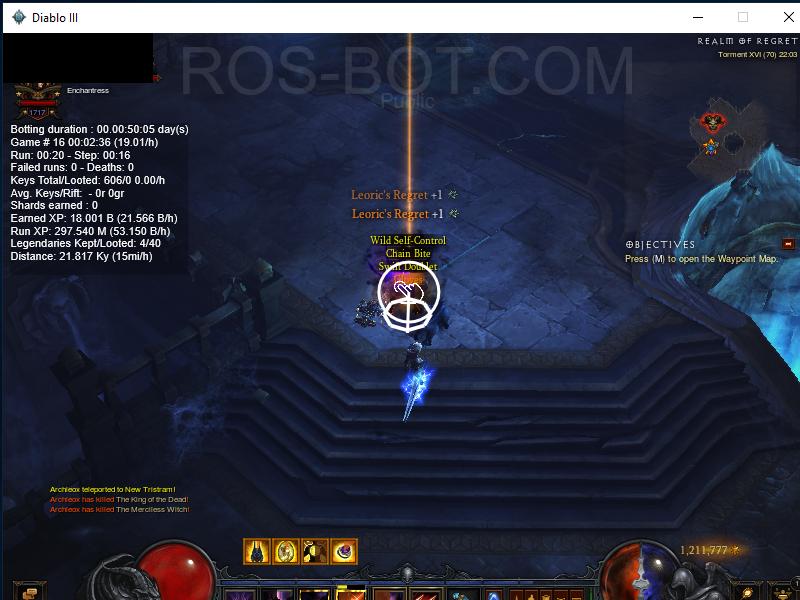 Diablo III
REALM OF REGRET
Torment XVI (70) 22:03
ROS-BOT.COM
Public
Enchantress
1717
Botting duration : 00.00:50:05 day(s)
Game # 16 00:02:36 (19.01/h)
Run: 00:20 - Step: 00:16
Failed runs: 0 - Deaths: 0
Keys Total/Looted: 606/0 0.00/h
Avg. Keys/Rift: - 0r 0gr
Shards earned : 0
Earned XP: 18.001 B (21.566 B/h)
Run XP: 297.540 M (53.150 B/h)
Legendaries Kept/Looted: 4/40
Distance: 21.817 Ky (15mi/h)
Leoric's Regret +1
Leoric's Regret +1
Wild Self-Control
Chain Bite
Swift Doublet
OBJECTIVES
Press (M) to open the Waypoint Map.
Archleox teleported to New Tristram!
Archleox has killed The King of the Dead!
Archleox has killed The Merciless Witch!
1,211,777